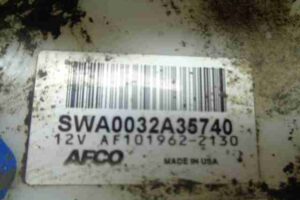 SWA0032A35740
12V AF101962-2130
AFCO MADE IN USA